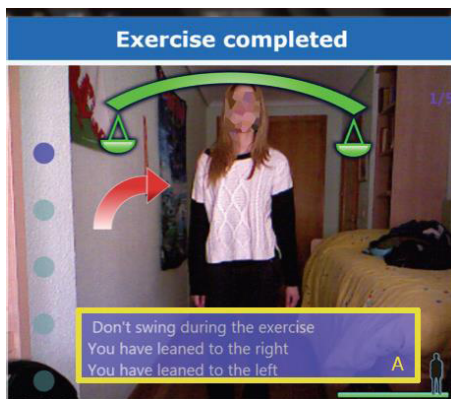 Exercise completed
1/5
Don't swing during the exercise
You have leaned to the right
You have leaned to the left
A